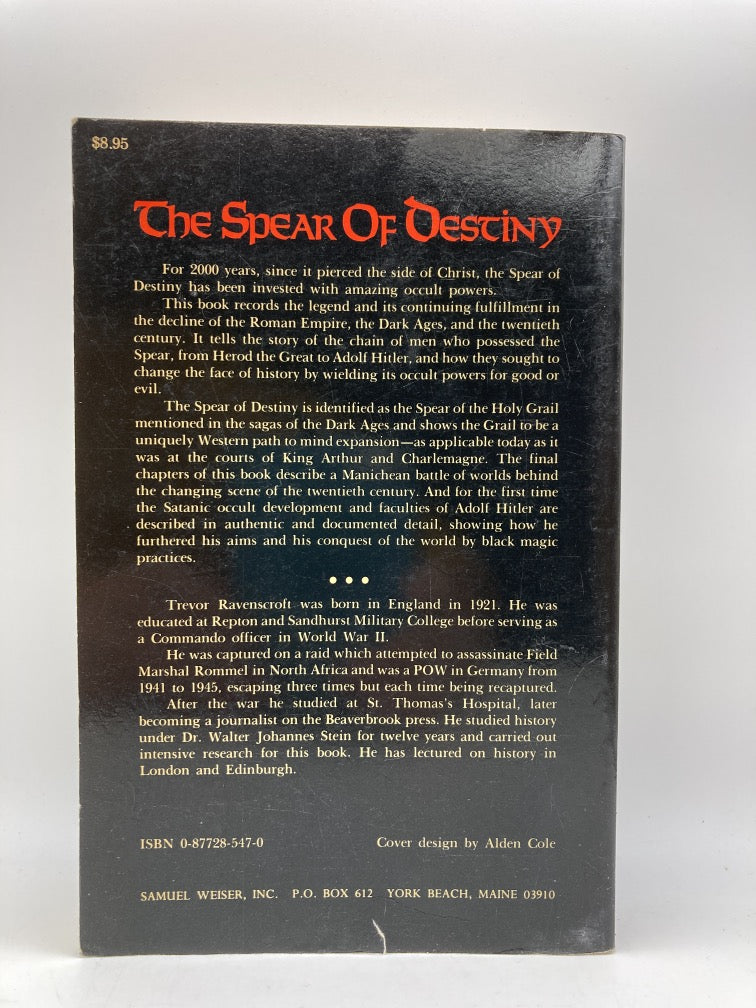 $8.95
The Spear Of Destiny
For 2000 years, since it pierced the side of Christ, the Spear of
Destiny has been invested with amazing occult powers.
This book records the legend and its continuing fulfillment in
the decline of the Roman Empire, the Dark Ages, and the twentieth
century. It tells the story of the chain of men who possessed the
Spear, from Herod the Great to Adolf Hitler, and how they sought to
change the face of history by wielding its occult powers for good or
evil.
The Spear of Destiny is identified as the Spear of the Holy Grail
mentioned in the sagas of the Dark Ages and shows the Grail to be a
uniquely Western path to mind expansion—as applicable today as it
was at the courts of King Arthur and Charlemagne. The final
chapters of this book describe a Manichean battle of worlds behind
the changing scene of the twentieth century. And for the first time
the Satanic occult development and faculties of Adolf Hitler are
described in authentic and documented detail, showing how he
furthered his aims and his conquest of the world by black magic
practices.
• • •
Trevor Ravenscroft was born in England in 1921. He was
educated at Repton and Sandhurst Military College before serving as
a Commando officer in World War II.
He was captured on a raid which attempted to assassinate Field
Marshal Rommel in North Africa and was a POW in Germany from
1941 to 1945, escaping three times but each time being recaptured.
After the war he studied at St. Thomas's Hospital, later
becoming a journalist on the Beaverbrook press. He studied history
under Dr. Walter Johannes Stein for twelve years and carried out
intensive research for this book. He has lectured on history in
London and Edinburgh.
ISBN 0-87728-547-0 Cover design by Alden Cole
SAMUEL WEISER, INC. P.O. BOX 612 YORK BEACH, MAINE 03910